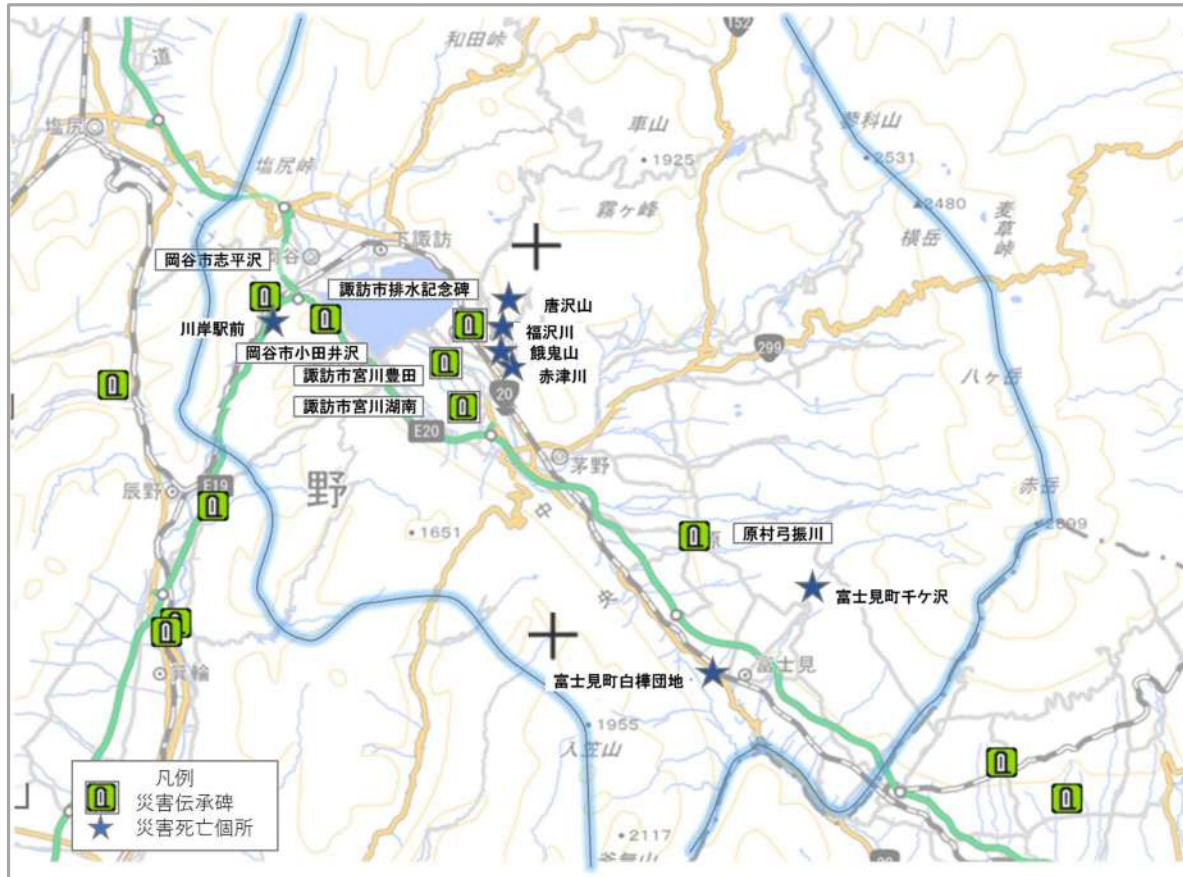 152
和田峠
道
塩尻
車山
蓼科山
1925
2531
塩尻峠
霧ヶ峰
2480
麦草峠
横岳
下諏訪
岡谷市志平沢
諏訪市排水記念碑
唐沢山
川岸駅前
福沢川
岡谷市小田井沢
餓鬼山
299
諏訪市宮川豊田
赤津川
八ヶ岳
20
諏訪市宮川湖南
E20
茅野
辰野
E19
野
赤岳
中
1651
2899
原村弓振川
央
富士見町千ケ沢
箕輪
富士見町白樺団地
富士見
1955
入笠山
凡例
災害伝承碑
災害死亡個所
2117